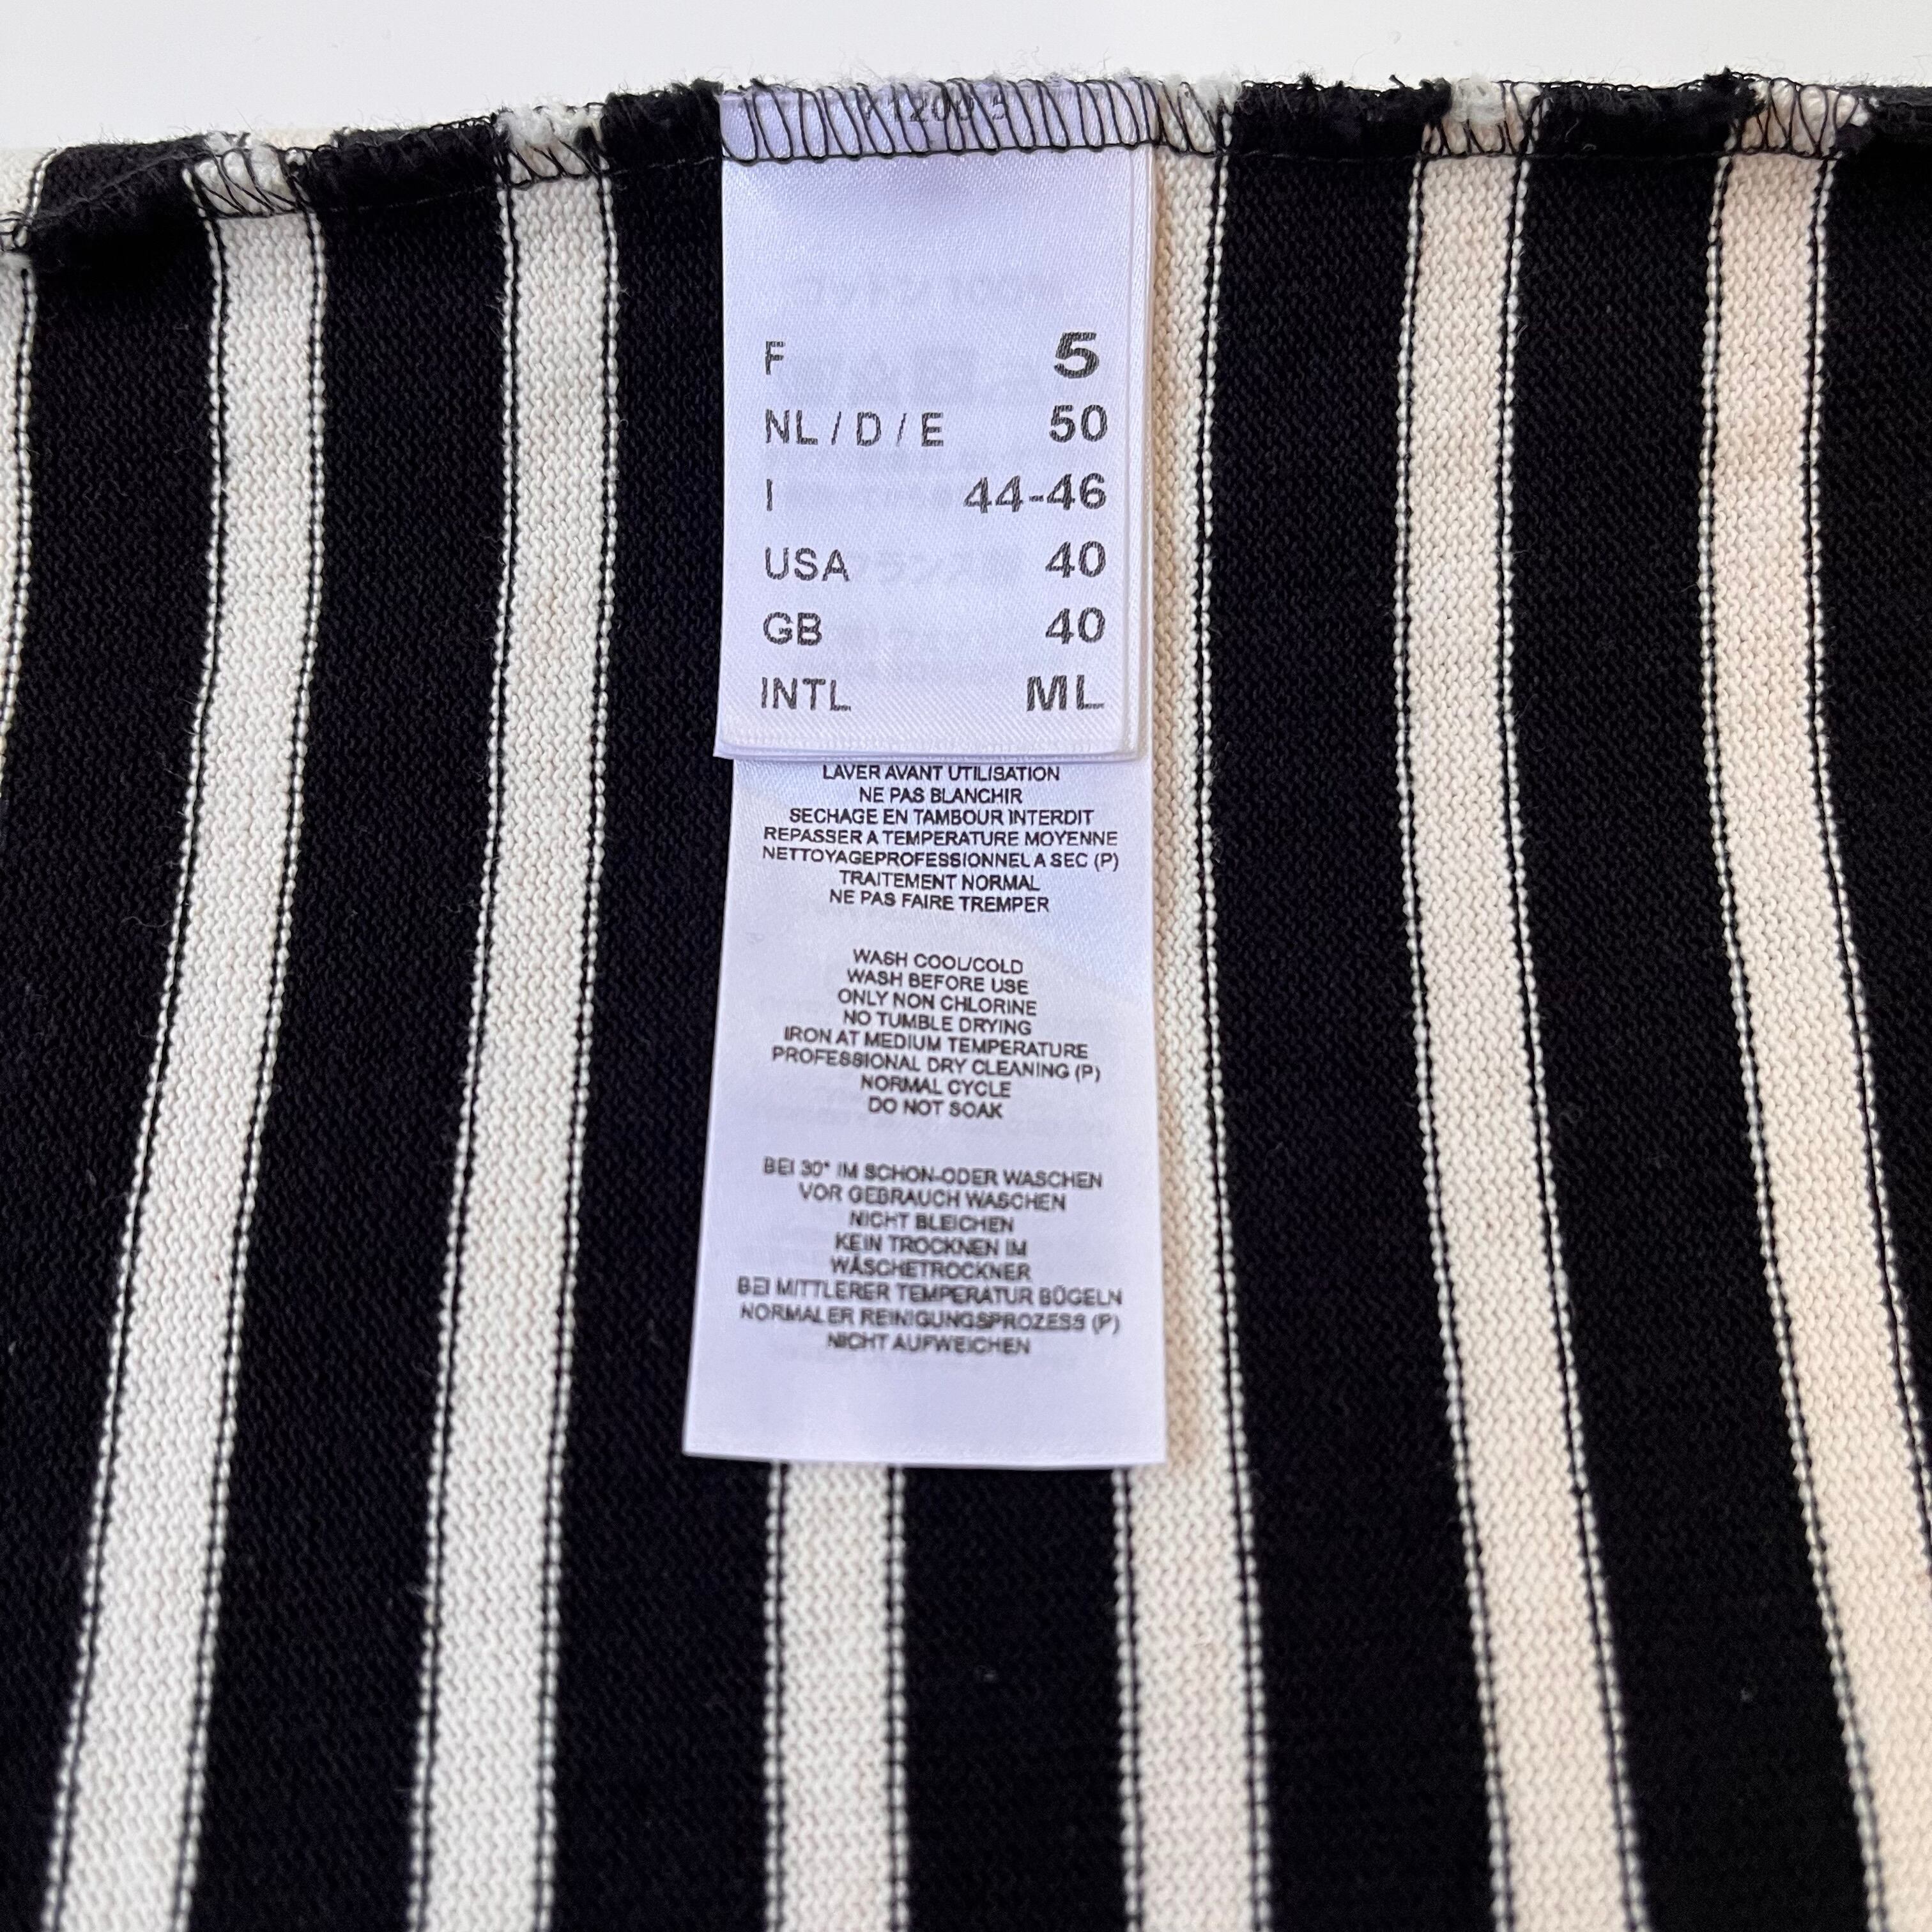 F 5
NL / D / E 50
I 44-46
USA 40
GB 40
INTL ML
LAVER AVANT UTILISATION
NE PAS BLANCHIR
SECHAGE EN TAMBOUR INTERDIT
REPASSER A TEMPERATURE MOYENNE
NETTOYAGEPROFESSIONNEL A SEC (P)
TRAITEMENT NORMAL
NE PAS FAIRE TREMPER
WASH COOL/COLD
WASH BEFORE USE
ONLY NON CHLORINE
NO TUMBLE DRYING
IRON AT MEDIUM TEMPERATURE
PROFESSIONAL DRY CLEANING (P)
NORMAL CYCLE
DO NOT SOAK
BEI 30° IM SCHON-ODER WASCHEN
VOR GEBRAUCH WASCHEN
NICHT BLEICHEN
KEIN TROCKNEN IM
WÄSCHETROCKNER
BEI MITTLERER TEMPERATUR BÜGELN
NORMALER REINIGUNGSPROZESS (P)
NICHT AUFWEICHEN